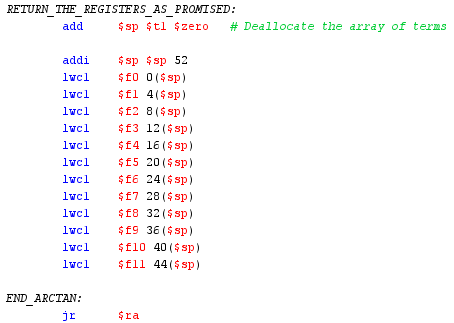 RETURN_THE_REGISTERS_AS_PROMISED:
add $sp $t1 $zero # Deallocate the array of terms
addi $sp $sp 52
lwc1 $f0 0($sp)
lwc1 $f1 4($sp)
lwc1 $f2 8($sp)
lwc1 $f3 12($sp)
lwc1 $f4 16($sp)
lwc1 $f5 20($sp)
lwc1 $f6 24($sp)
lwc1 $f7 28($sp)
lwc1 $f8 32($sp)
lwc1 $f9 36($sp)
lwc1 $f10 40($sp)
lwc1 $f11 44($sp)
END_ARCTAN:
jr $ra